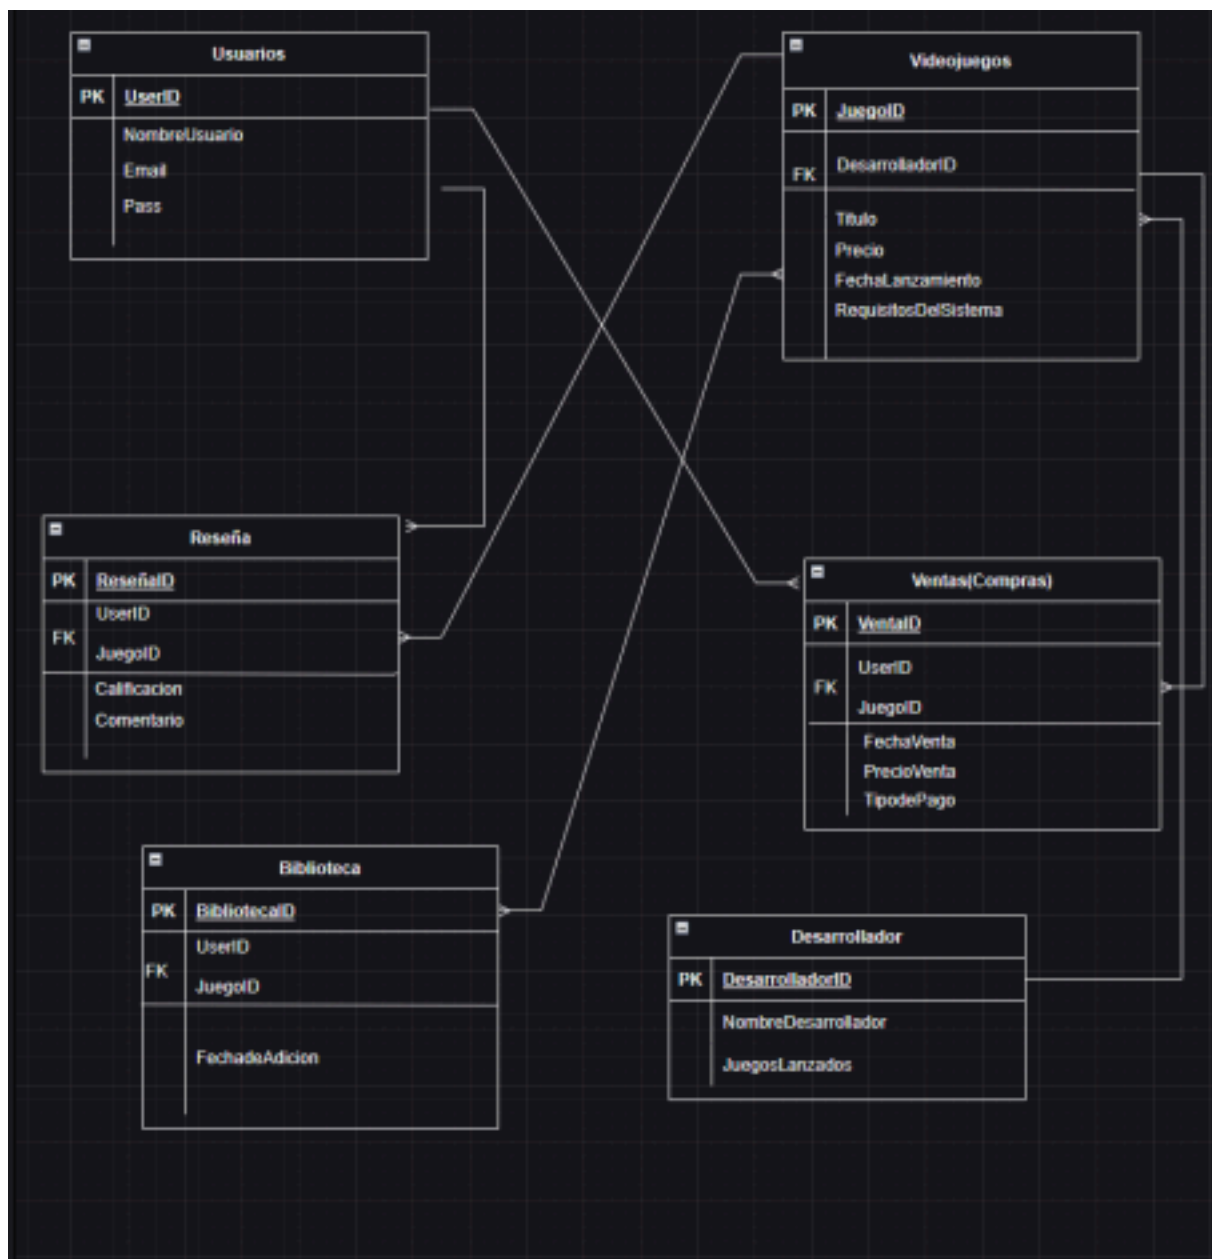 Usuarios
PK UserID
NombreUsuario
Email
Pass
Videojuegos
PK JuegoID
FK DesarrolladorID
Titulo
Precio
FechaLanzamiento
RequisitosDelSistema
Reseña
PK ReseñaID
UserID
FK
JuegoID
Calificacion
Comentario
Ventas(Compras)
PK VentaID
UserID
FK
JuegoID
FechaVenta
PrecioVenta
TipodePago
Biblioteca
PK BibliotecaID
UserID
FK
JuegoID
FechadeAdicion
Desarrollador
PK DesarrolladorID
NombreDesarrollador
JuegosLanzados